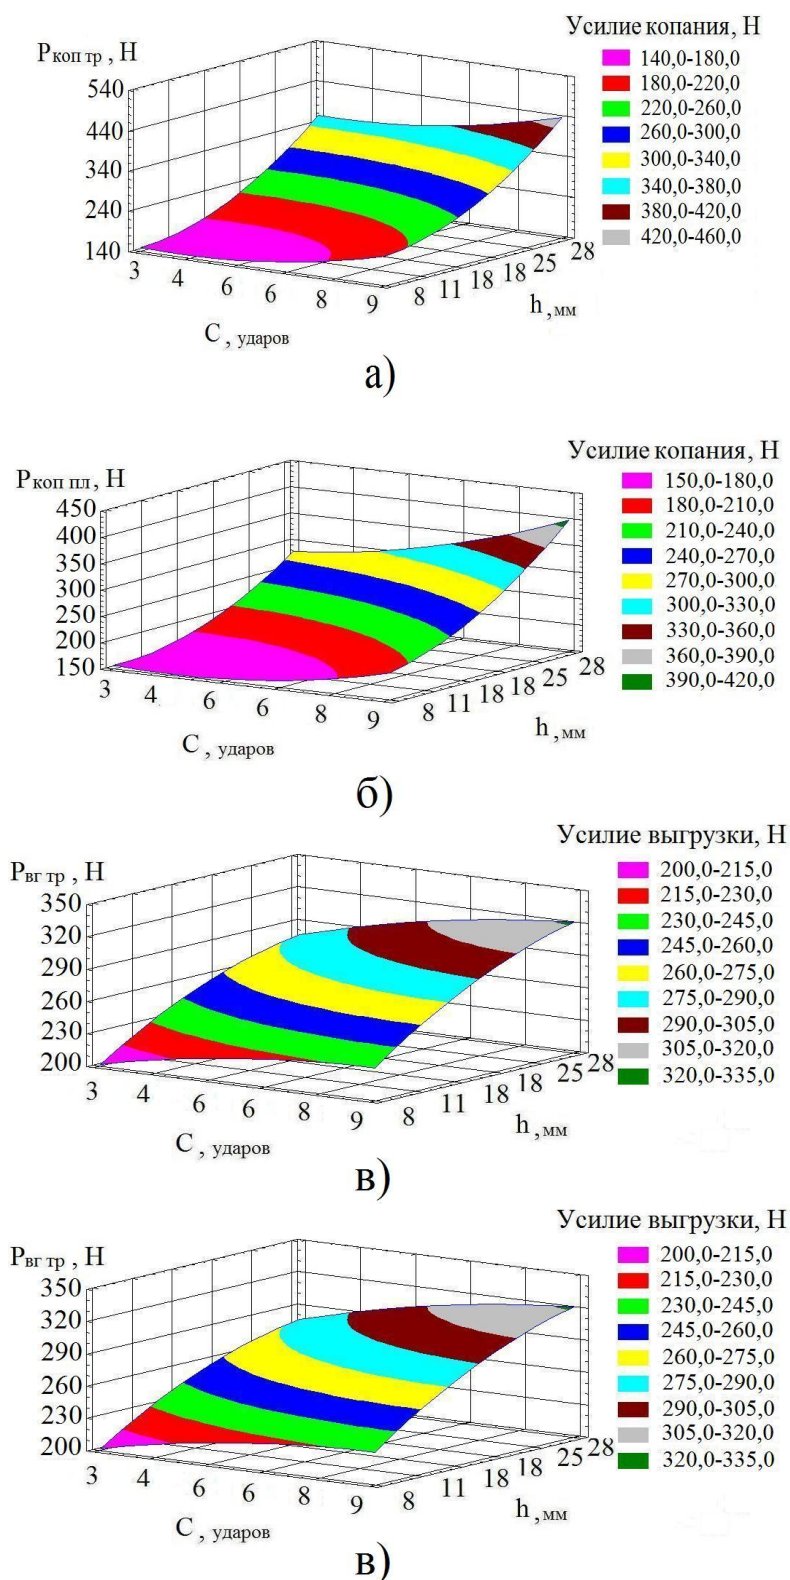 Усилие копания, Н
Pкоп тр , Н
540
440
340
240
140
140,0-180,0
180,0-220,0
220,0-260,0
260,0-300,0
300,0-340,0
340,0-380,0
380,0-420,0
420,0-460,0
3 4 6 6 8 9
8 11 18 18 25 28
С , ударов
h ,мм
а)
Усилие копания, Н
Pкоп пл , Н
450
400
350
300
250
200
150
150,0-180,0
180,0-210,0
210,0-240,0
240,0-270,0
270,0-300,0
300,0-330,0
330,0-360,0
360,0-390,0
390,0-420,0
3 4 6 6 8 9
8 11 18 18 25 28
С , ударов
h ,мм
б)
Усилие выгрузки, Н
Pвг тр , Н
350
320
290
260
230
200
200,0-215,0
215,0-230,0
230,0-245,0
245,0-260,0
260,0-275,0
275,0-290,0
290,0-305,0
305,0-320,0
320,0-335,0
3 4 6 6 8 9
8 11 18 18 25 28
С , ударов
h ,мм
в)
Усилие выгрузки, Н
Pвг тр , Н
350
320
290
260
230
200
200,0-215,0
215,0-230,0
230,0-245,0
245,0-260,0
260,0-275,0
275,0-290,0
290,0-305,0
305,0-320,0
320,0-335,0
3 4 6 6 8 9
8 11 18 18 25 28
С , ударов
h ,мм
в)